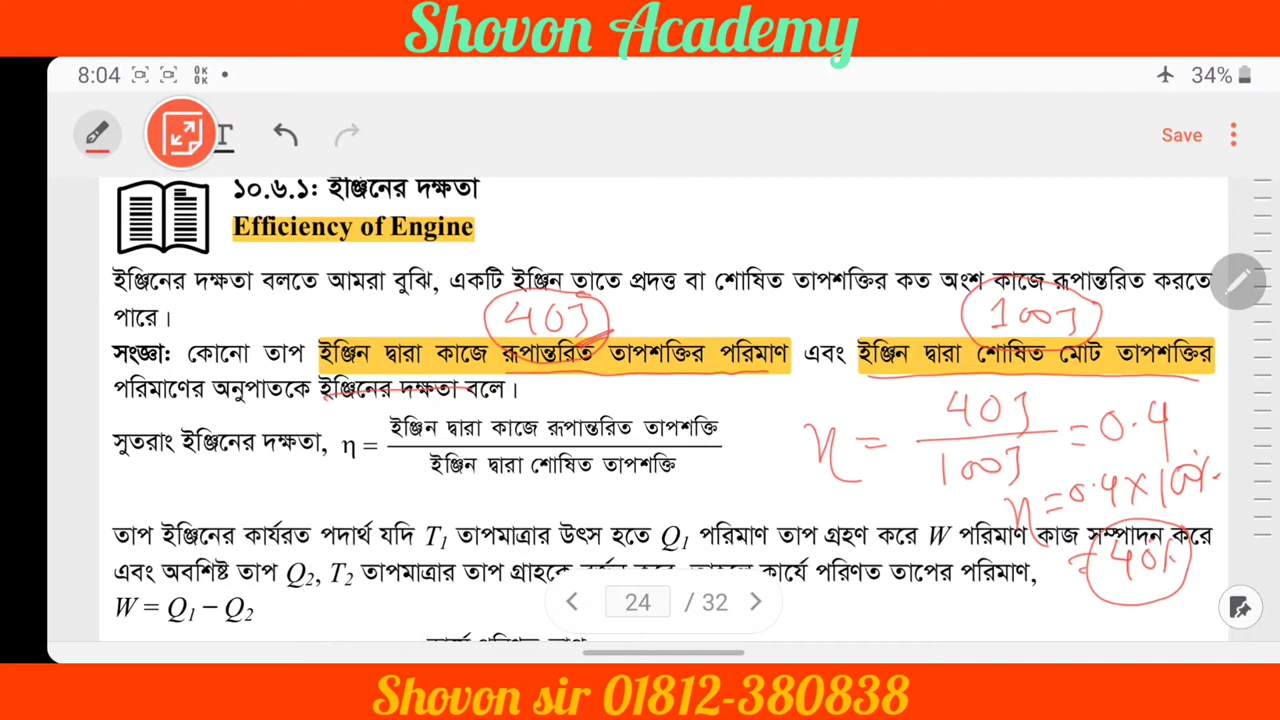 Shovon Academy
8:04
34%
T
Save
১০.৬.১: ইঞ্জিনের দক্ষতা
Efficiency of Engine
ইঞ্জিনের দক্ষতা বলতে আমরা বুঝি, একটি ইঞ্জিন তাতে প্রদত্ত বা শোষিত তাপশক্তির কত অংশ কাজে রূপান্তরিত করতে
পারে।
40J
100J
সংজ্ঞা: কোনো তাপ ইঞ্জিন দ্বারা কাজে রূপান্তরিত তাপশক্তির পরিমাণ এবং ইঞ্জিন দ্বারা শোষিত মোট তাপশক্তির
পরিমাণের অনুপাতকে ইঞ্জিনের দক্ষতা বলে।
সুতরাং ইঞ্জিনের দক্ষতা, η = ইঞ্জিন দ্বারা কাজে রূপান্তরিত তাপশক্তি
ইঞ্জিন দ্বারা শোষিত তাপশক্তি
η = 40J / 100J = 0.4
η = 0.4 × 100%
= 40%
তাপ ইঞ্জিনের কার্যরত পদার্থ যদি T1 তাপমাত্রার উৎস হতে Q1 পরিমাণ তাপ গ্রহণ করে W পরিমাণ কাজ সম্পাদন করে
এবং অবশিষ্ট তাপ Q2, T2 তাপমাত্রার তাপ গ্রাহকে কার্যে পরিণত তাপের পরিমাণ,
W = Q1 – Q2
24 / 32
Shovon sir 01812-380838